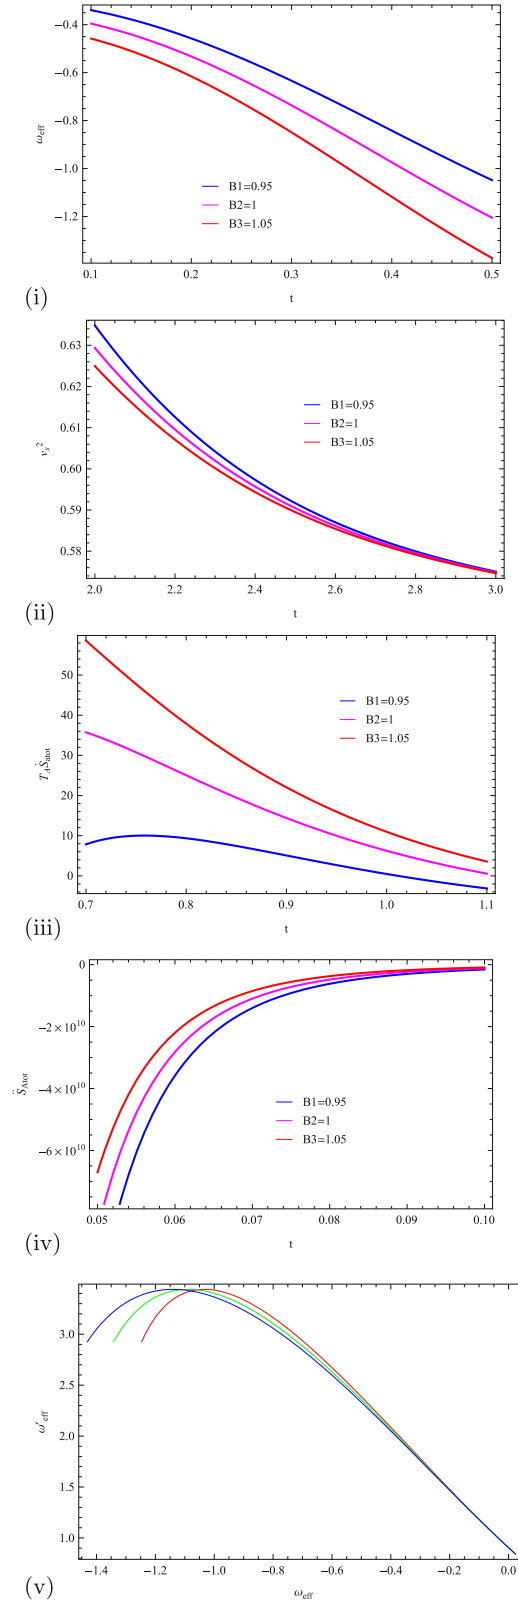 −0.4
−0.6
−0.8
−1.0
−1.2
ω_eff
B1=0.95
B2=1
B3=1.05
0.1 0.2 0.3 0.4 0.5
t
(i)
0.63
0.62
0.61
0.60
0.59
0.58
v_s^2
B1=0.95
B2=1
B3=1.05
2.0 2.2 2.4 2.6 2.8 3.0
t
(ii)
50
40
30
20
10
0
T_A Ṡ_atot
B1=0.95
B2=1
B3=1.05
0.7 0.8 0.9 1.0 1.1
t
(iii)
0
−2×10^10
−4×10^10
−6×10^10
S̈_Atot
B1=0.95
B2=1
B3=1.05
0.05 0.06 0.07 0.08 0.09 0.10
t
(iv)
3.0
2.5
2.0
1.5
1.0
ω′_eff
−1.4 −1.2 −1.0 −0.8 −0.6 −0.4 −0.2 0.0
ω_eff
(v)